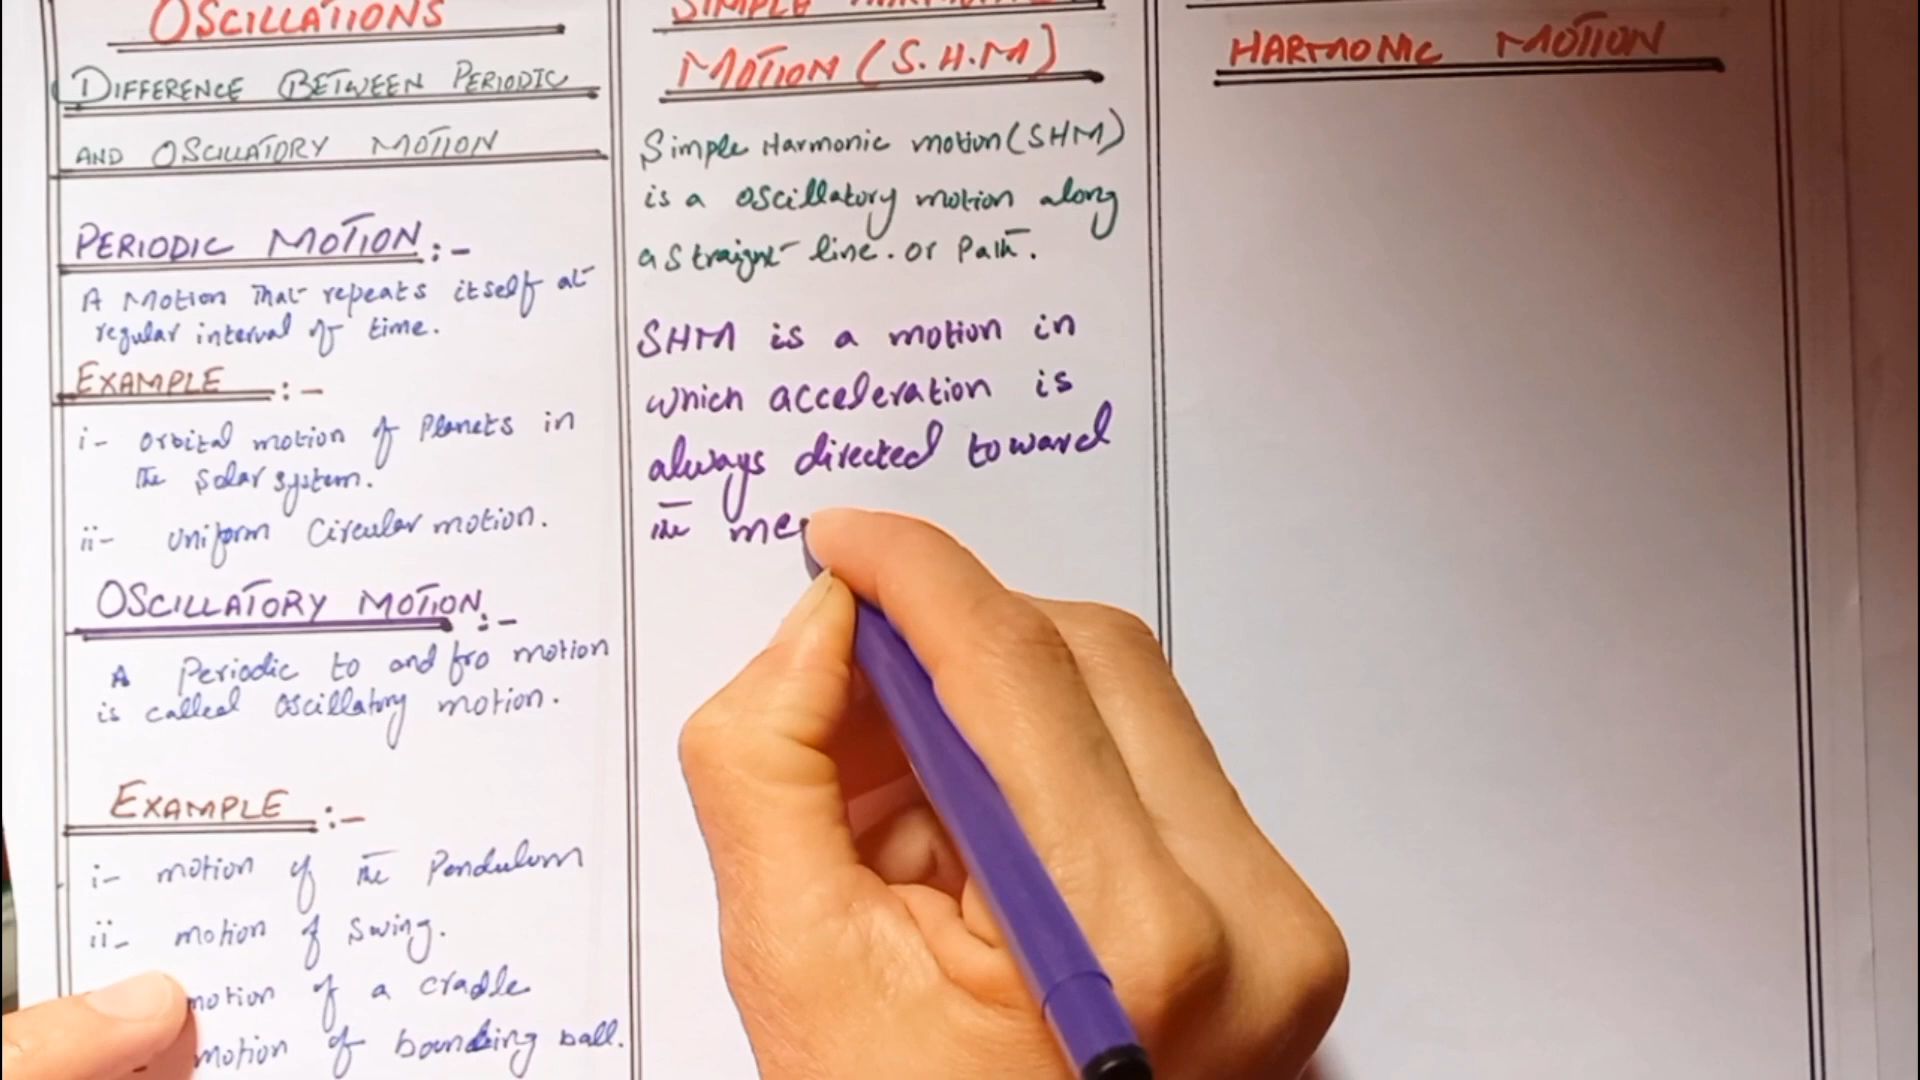 OSCILLATIONS
DIFFERENCE BETWEEN PERIODIC
AND OSCILLATORY MOTION
PERIODIC MOTION :-
A Motion That repeats itself at
regular interval of time.
EXAMPLE :-
i- orbital motion of Planets in
the solar system.
ii- uniform Circular motion.
OSCILLATORY MOTION :-
A Periodic to and fro motion
is called oscillatory motion.
EXAMPLE :-
i- motion of the Pendulum
ii- motion of swing.
motion of a cradle
motion of bouncing ball.
SIMPLE
MOTION (S.H.M)
Simple Harmonic motion (SHM)
is a oscillatory motion along
a straight line. or Path.
SHM is a motion in
which acceleration is
always directed toward
the me
HARMONIC MOTION